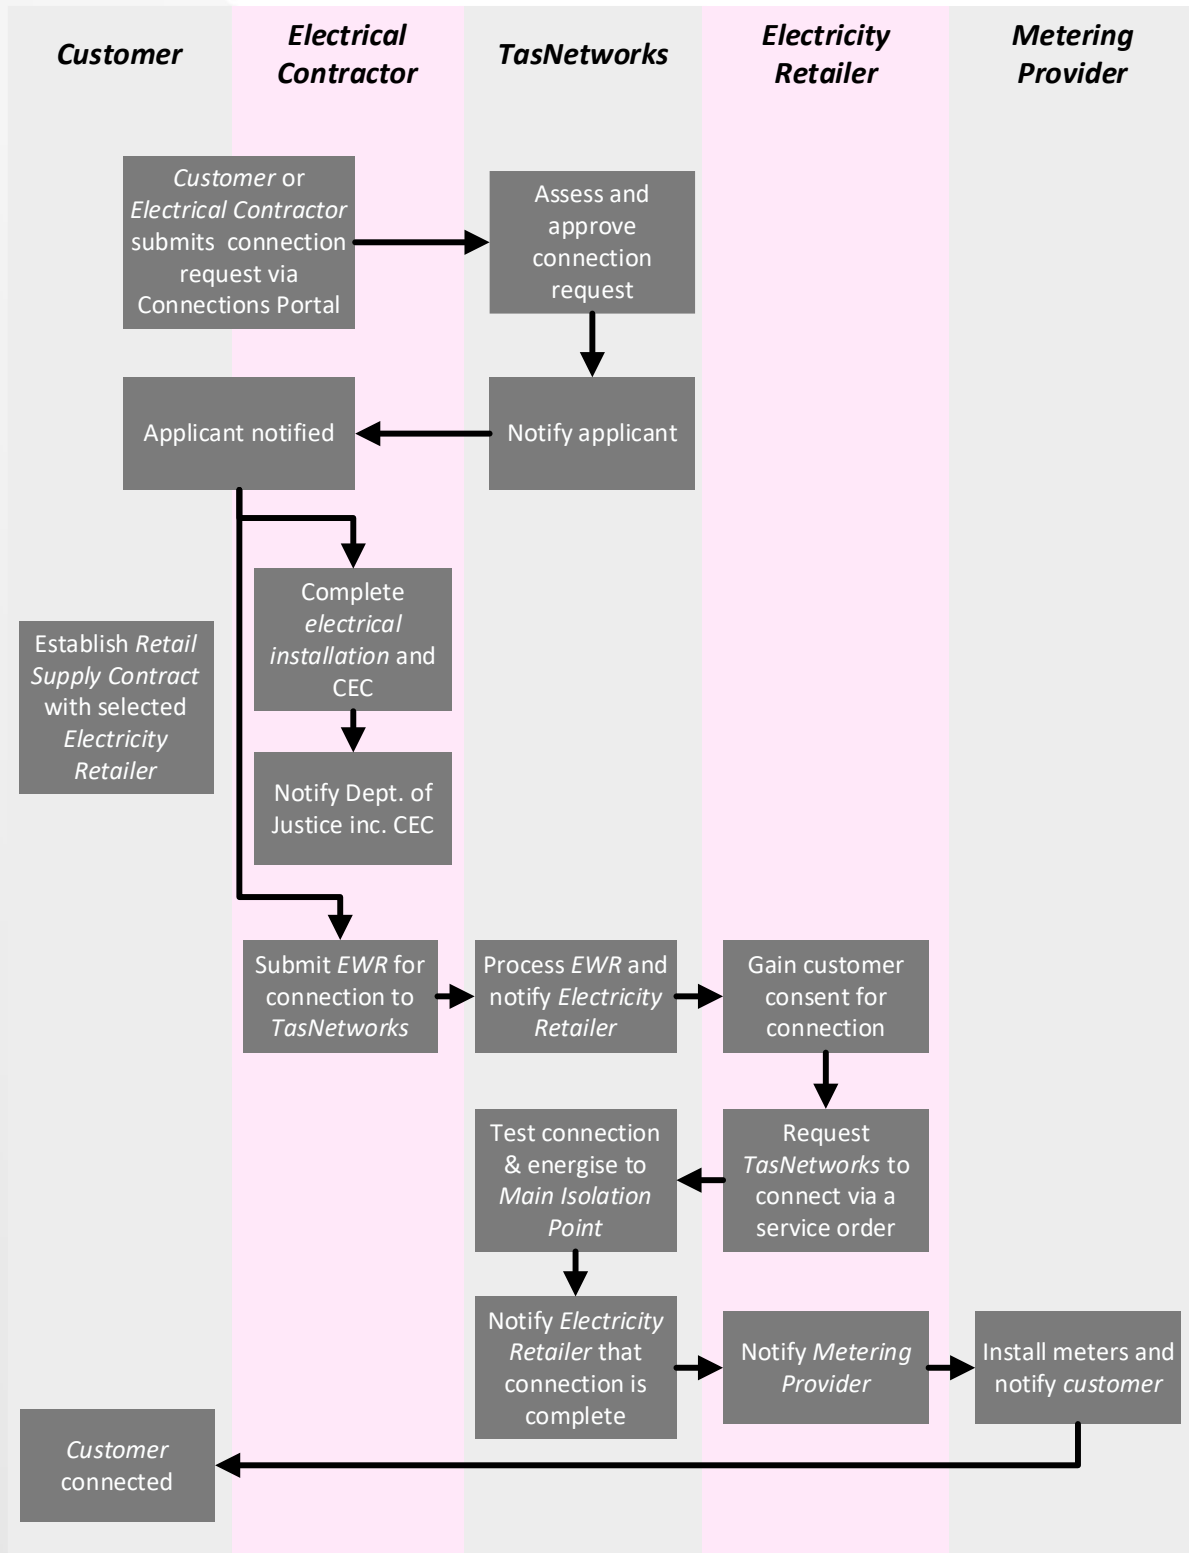 Customer
Electrical
Contractor
TasNetworks
Electricity
Retailer
Metering
Provider
Customer or
Electrical Contractor
submits connection
request via
Connections Portal
Assess and
approve
connection
request
Applicant notified
Notify applicant
Complete
electrical
installation and
CEC
Establish Retail
Supply Contract
with selected
Electricity
Retailer
Notify Dept. of
Justice inc. CEC
Submit EWR for
connection to
TasNetworks
Process EWR and
notify Electricity
Retailer
Gain customer
consent for
connection
Test connection
& energise to
Main Isolation
Point
Request
TasNetworks to
connect via a
service order
Notify Electricity
Retailer that
connection is
complete
Notify Metering
Provider
Install meters and
notify customer
Customer
connected